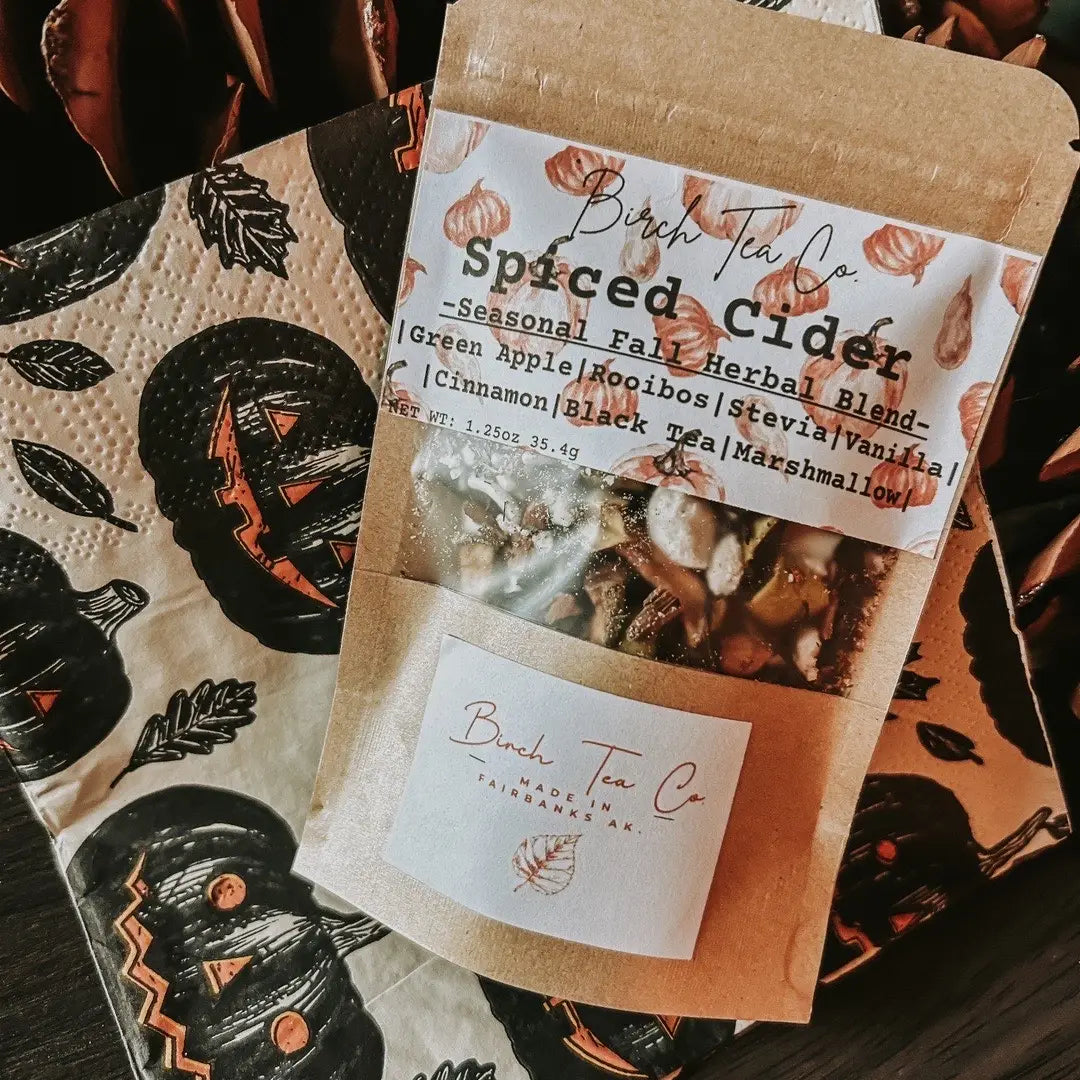 Birch Tea Co.
Spiced Cider
-Seasonal Fall Herbal Blend-
|Green Apple|Rooibos|Stevia|Vanilla|
|Cinnamon|Black Tea|Marshmallow|
NET WT: 1.25oz 35.4g
Birch Tea Co.
MADE IN
FAIRBANKS AK.